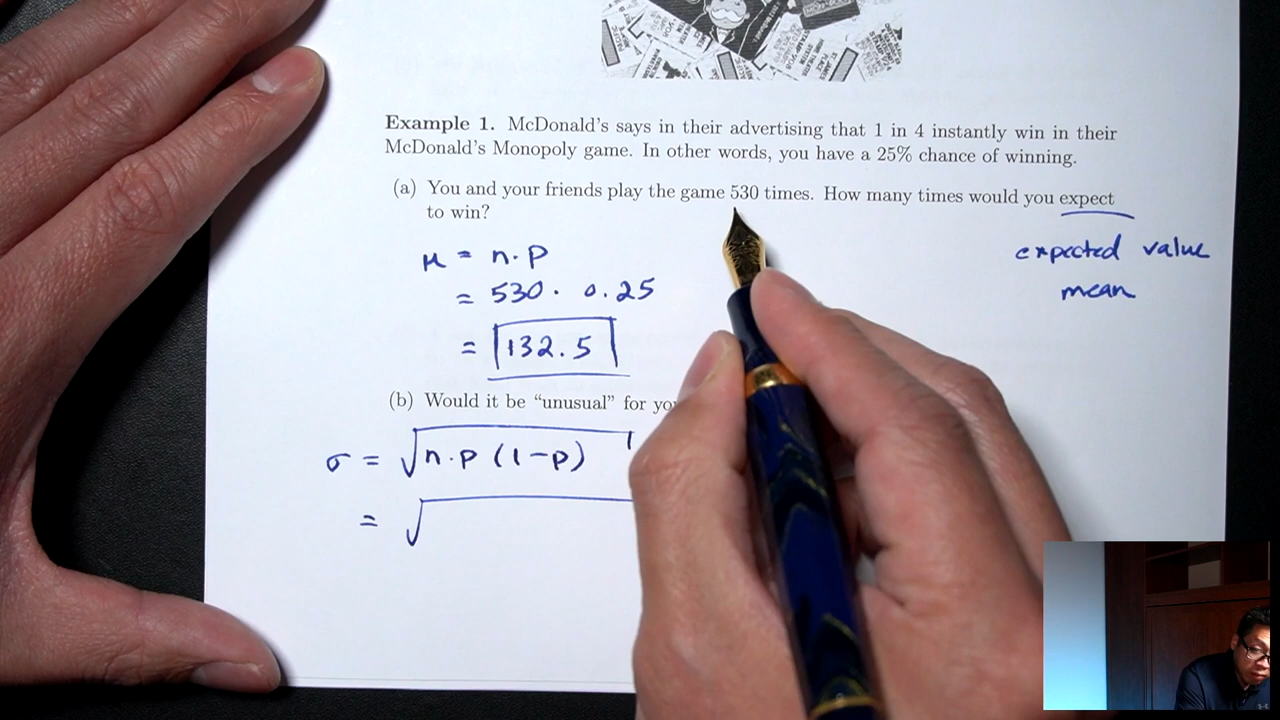 Example 1. McDonald's says in their advertising that 1 in 4 instantly win in their
McDonald's Monopoly game. In other words, you have a 25% chance of winning.
(a) You and your friends play the game 530 times. How many times would you expect
to win?
expected value
mean
μ = n·p
= 530 · 0.25
= 132.5
(b) Would it be “unusual” for
σ = √n·p (1-p)
= √